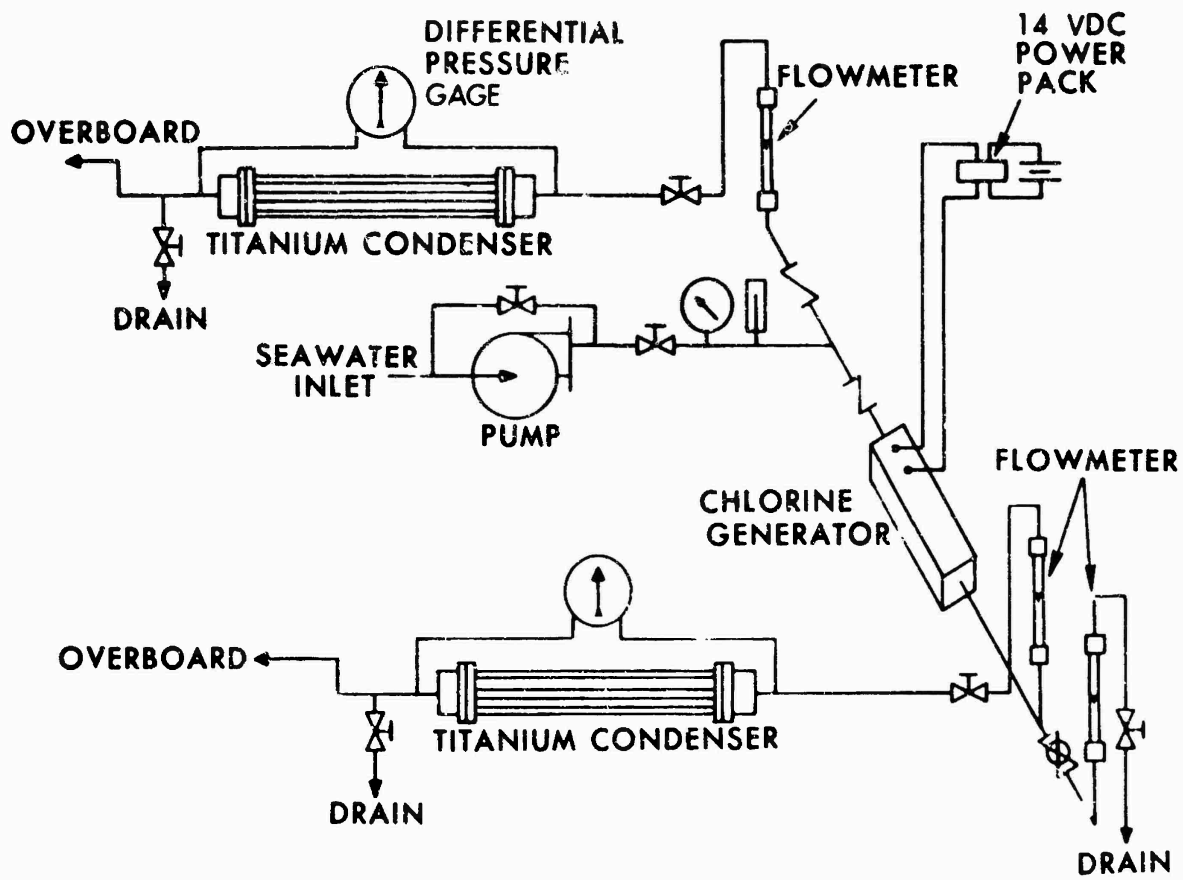 DIFFERENTIAL
PRESSURE
GAGE
14 VDC
POWER
PACK
FLOWMETER
OVERBOARD
TITANIUM CONDENSER
DRAIN
SEAWATER
INLET
PUMP
FLOWMETER
CHLORINE
GENERATOR
OVERBOARD
TITANIUM CONDENSER
DRAIN
DRAIN